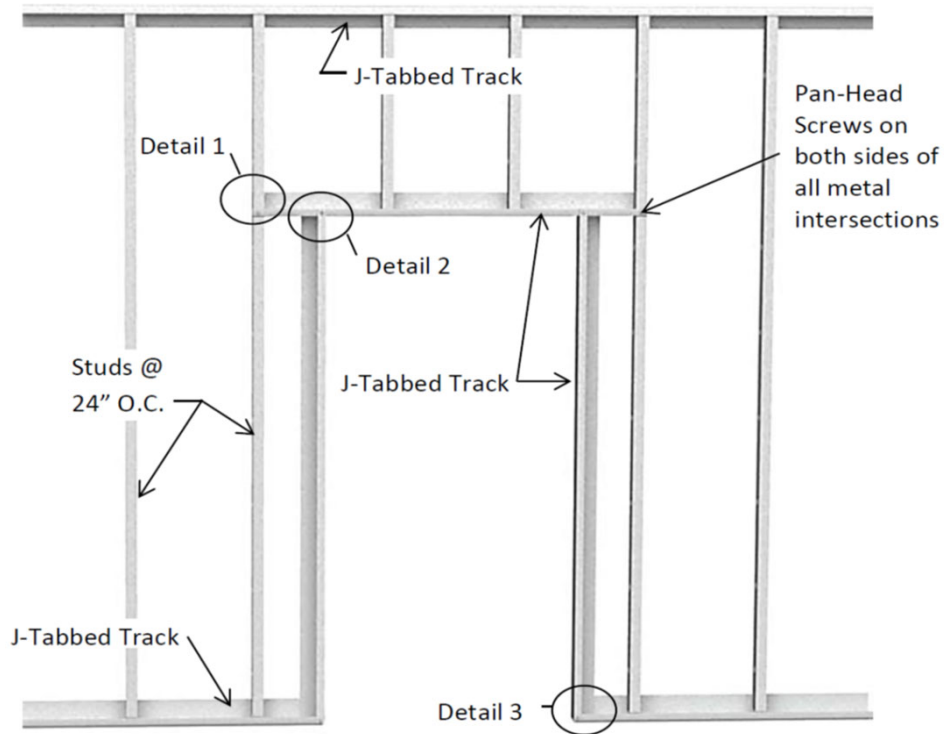 J-Tabbed Track
Pan-Head
Screws on
both sides of
all metal
intersections
Detail 1
Detail 2
Studs @
24” O.C.
J-Tabbed Track
J-Tabbed Track
Detail 3